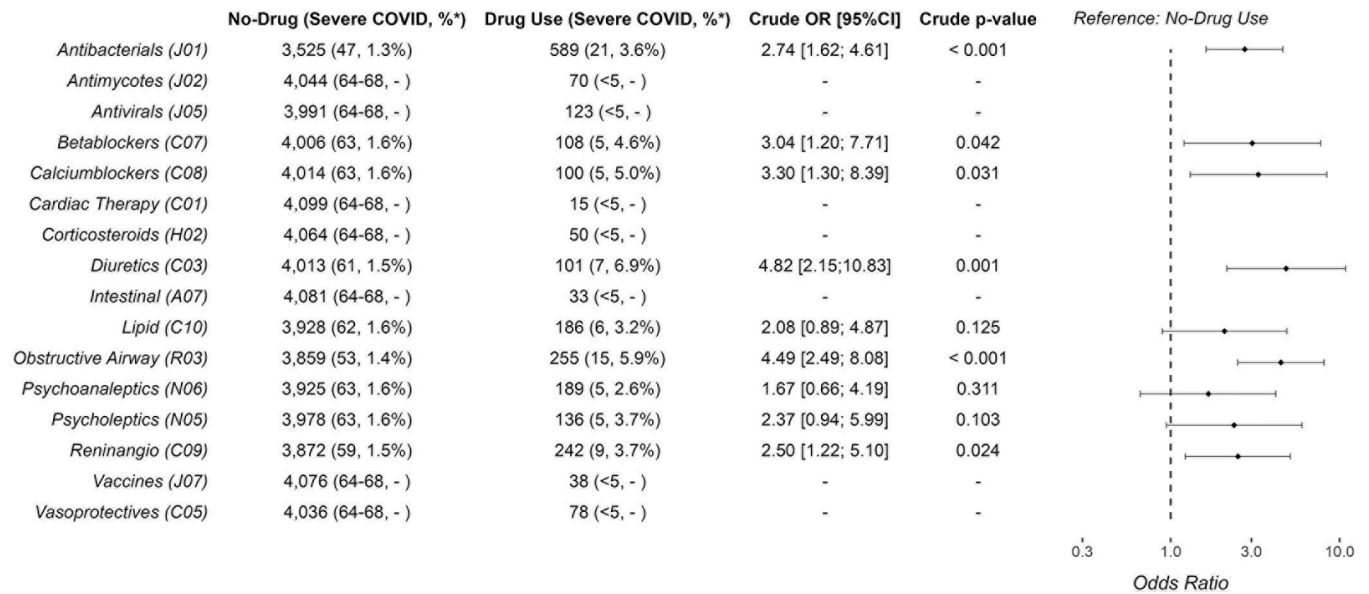 No-Drug (Severe COVID, %*) Drug Use (Severe COVID, %*) Crude OR [95%CI] Crude p-value Reference: No-Drug Use
Antibacterials (J01) 3,525 (47, 1.3%) 589 (21, 3.6%) 2.74 [1.62; 4.61] < 0.001
Antimycotes (J02) 4,044 (64-68, - ) 70 (<5, - ) - -
Antivirals (J05) 3,991 (64-68, - ) 123 (<5, - ) - -
Betablockers (C07) 4,006 (63, 1.6%) 108 (5, 4.6%) 3.04 [1.20; 7.71] 0.042
Calciumblockers (C08) 4,014 (63, 1.6%) 100 (5, 5.0%) 3.30 [1.30; 8.39] 0.031
Cardiac Therapy (C01) 4,099 (64-68, - ) 15 (<5, - ) - -
Corticosteroids (H02) 4,064 (64-68, - ) 50 (<5, - ) - -
Diuretics (C03) 4,013 (61, 1.5%) 101 (7, 6.9%) 4.82 [2.15;10.83] 0.001
Intestinal (A07) 4,081 (64-68, - ) 33 (<5, - ) - -
Lipid (C10) 3,928 (62, 1.6%) 186 (6, 3.2%) 2.08 [0.89; 4.87] 0.125
Obstructive Airway (R03) 3,859 (53, 1.4%) 255 (15, 5.9%) 4.49 [2.49; 8.08] < 0.001
Psychoanaleptics (N06) 3,925 (63, 1.6%) 189 (5, 2.6%) 1.67 [0.66; 4.19] 0.311
Psycholeptics (N05) 3,978 (63, 1.6%) 136 (5, 3.7%) 2.37 [0.94; 5.99] 0.103
Reninangio (C09) 3,872 (59, 1.5%) 242 (9, 3.7%) 2.50 [1.22; 5.10] 0.024
Vaccines (J07) 4,076 (64-68, - ) 38 (<5, - ) - -
Vasoprotectives (C05) 4,036 (64-68, - ) 78 (<5, - ) - -
0.3 1.0 3.0 10.0
Odds Ratio